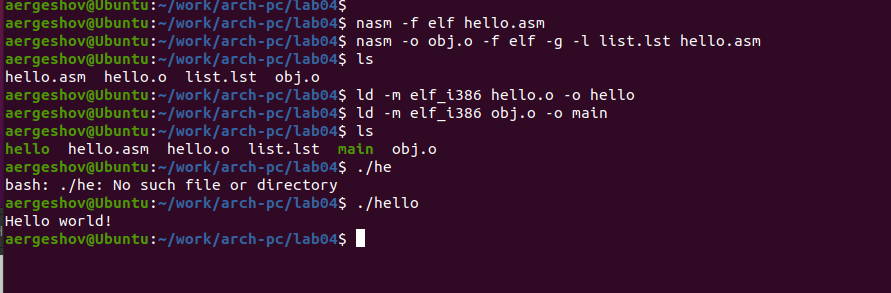 aergeshov@Ubuntu:~/work/arch-pc/lab04$
aergeshov@Ubuntu:~/work/arch-pc/lab04$ nasm -f elf hello.asm
aergeshov@Ubuntu:~/work/arch-pc/lab04$ nasm -o obj.o -f elf -g -l list.lst hello.asm
aergeshov@Ubuntu:~/work/arch-pc/lab04$ ls
hello.asm  hello.o  list.lst  obj.o
aergeshov@Ubuntu:~/work/arch-pc/lab04$ ld -m elf_i386 hello.o -o hello
aergeshov@Ubuntu:~/work/arch-pc/lab04$ ld -m elf_i386 obj.o -o main
aergeshov@Ubuntu:~/work/arch-pc/lab04$ ls
hello  hello.asm  hello.o  list.lst  main  obj.o
aergeshov@Ubuntu:~/work/arch-pc/lab04$ ./he
bash: ./he: No such file or directory
aergeshov@Ubuntu:~/work/arch-pc/lab04$ ./hello
Hello world!
aergeshov@Ubuntu:~/work/arch-pc/lab04$